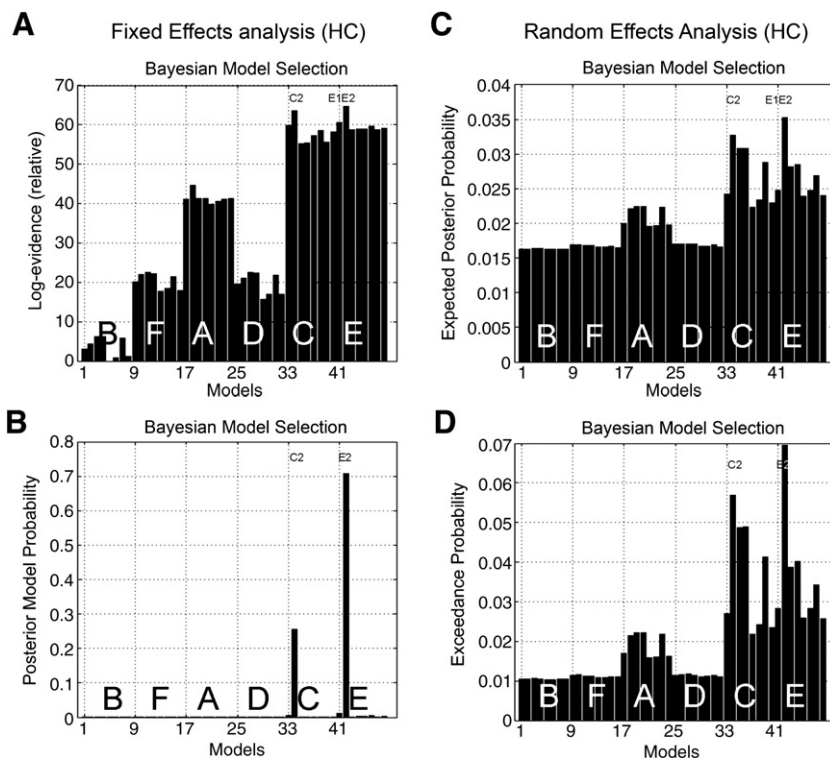 A
Fixed Effects analysis (HC)
Bayesian Model Selection
Log-evidence (relative)
70
60
50
40
30
20
10
0
C2 E1E2
B F A D C E
1 9 17 25 33 41
Models
B
Bayesian Model Selection
Posterior Model Probability
0.8
0.7
0.6
0.5
0.4
0.3
0.2
0.1
0
C2 E2
B F A D C E
1 9 17 25 33 41
Models
C
Random Effects Analysis (HC)
Bayesian Model Selection
Expected Posterior Probability
0.04
0.035
0.03
0.025
0.02
0.015
0.01
0.005
0
C2 E1E2
B F A D C E
1 9 17 25 33 41
Models
D
Bayesian Model Selection
Exceedance Probability
0.07
0.06
0.05
0.04
0.03
0.02
0.01
0
C2 E2
B F A D C E
1 9 17 25 33 41
Models